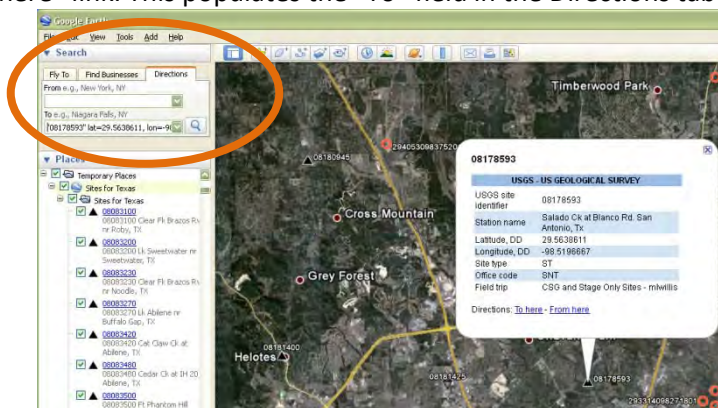 here" link. This populates the "To" field in the Directions tab
Google Earth
File Edit View Tools Add Help
Search
Fly To Find Businesses Directions
From e.g., New York, NY
To e.g., Niagara Falls, NY
"08178593" lat=29.5638611, lon=-9
Places
Temporary Places
Sites for Texas
Sites for Texas
08083100
08083100 Clear Fk Brazos Rv
nr Roby, TX
08083200
08083200 Lk Sweetwater nr
Sweetwater, TX
08083230
08083230 Clear Fk Brazos Rv
nr Noodle, TX
08083270
08083270 Lk Abilene nr
Buffalo Gap, TX
08083420
08083420 Cat Claw Ck at
Abilene, TX
08083480
08083480 Cedar Ck at IH 20
Abilene, TX
08083500
08083500 Ft Phantom Hill
Timberwood Park
29405309837520
08180945
Cross Mountain
Grey Forest
08181400
Helotes
08181425
08178593
293314098271801
08178593
USGS - US GEOLOGICAL SURVEY
USGS site identifier 08178593
Station name Salado Ck at Blanco Rd. San Antonio, Tx
Latitude, DD 29.5638611
Longitude, DD -98.5196667
Site type ST
Office code SNT
Field trip CSG and Stage Only Sites - mlwillis
Directions: To here - From here